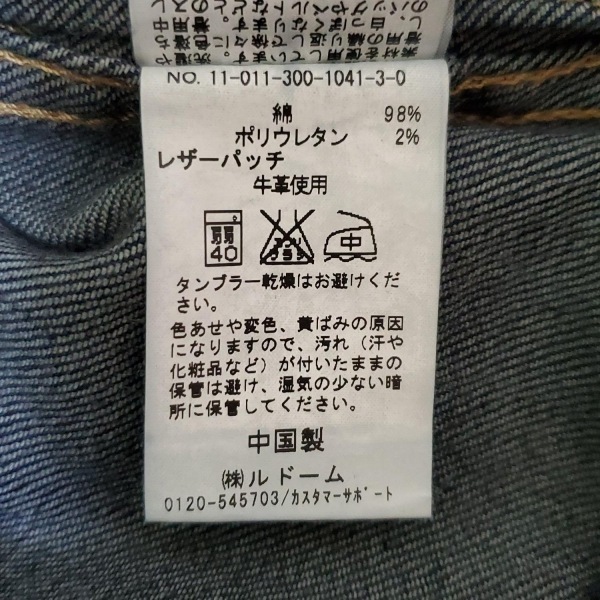 NO. 11-011-300-1041-3-0
綿 98%
ポリウレタン 2%
レザーパッチ
牛革使用
弱 40 エンソサラシ 中
タンブラー乾燥はお避けくだ
さい。
色あせや変色、黄ばみの原因
になりますので、汚れ（汗や
化粧品など）が付いたままの
保管は避け、湿気の少ない暗
所に保管してください。
中国製
㈱ルドーム
0120-545703/ｶｽﾀﾏｰｻﾎﾟｰﾄ